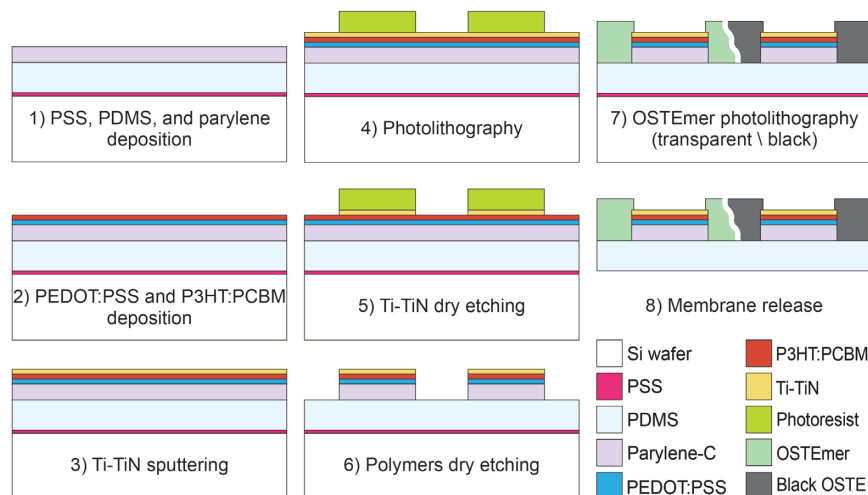 1) PSS, PDMS, and parylene
deposition
4) Photolithography
7) OSTEmer photolithography
(transparent \ black)
2) PEDOT:PSS and P3HT:PCBM
deposition
5) Ti-TiN dry etching
8) Membrane release
3) Ti-TiN sputtering
6) Polymers dry etching
Si wafer
PSS
PDMS
Parylene-C
PEDOT:PSS
P3HT:PCBM
Ti-TiN
Photoresist
OSTEmer
Black OSTE